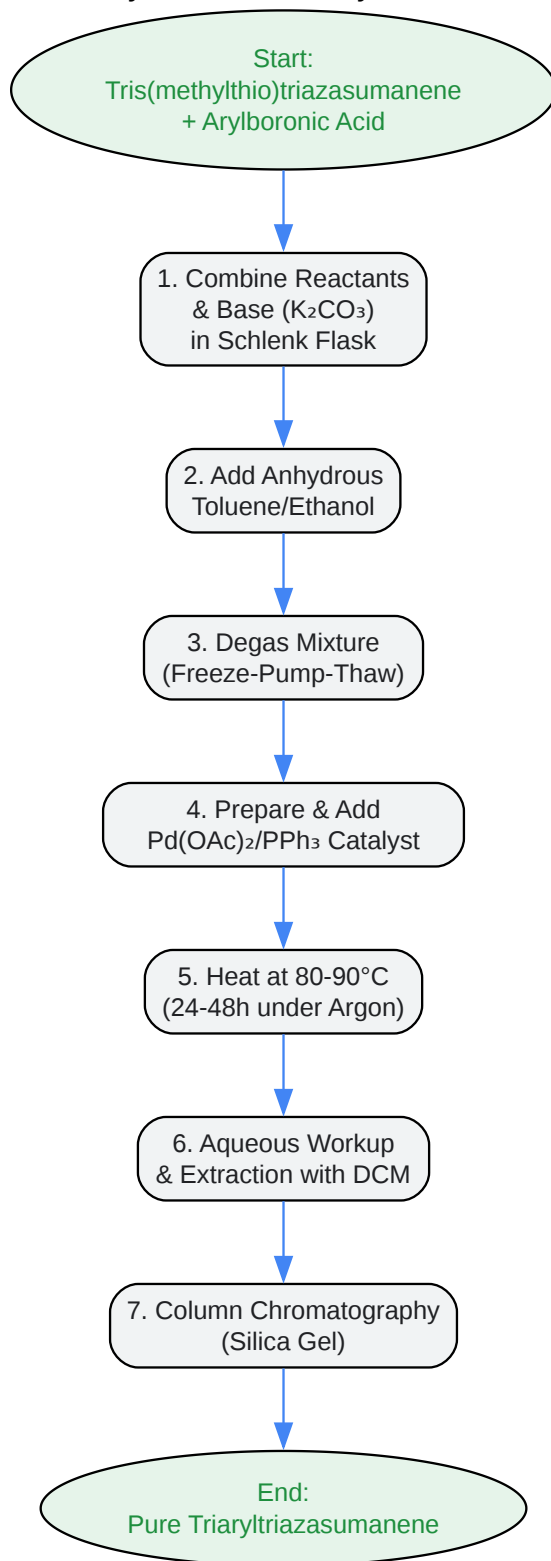 Start:
Tris(methylthio)triazasumanene
+ Arylboronic Acid
1. Combine Reactants
& Base (K₂CO₃)
in Schlenk Flask
2. Add Anhydrous
Toluene/Ethanol
3. Degas Mixture
(Freeze-Pump-Thaw)
4. Prepare & Add
Pd(OAc)₂/PPh₃ Catalyst
5. Heat at 80-90°C
(24-48h under Argon)
6. Aqueous Workup
& Extraction with DCM
7. Column Chromatography
(Silica Gel)
End:
Pure Triaryltriazasumanene